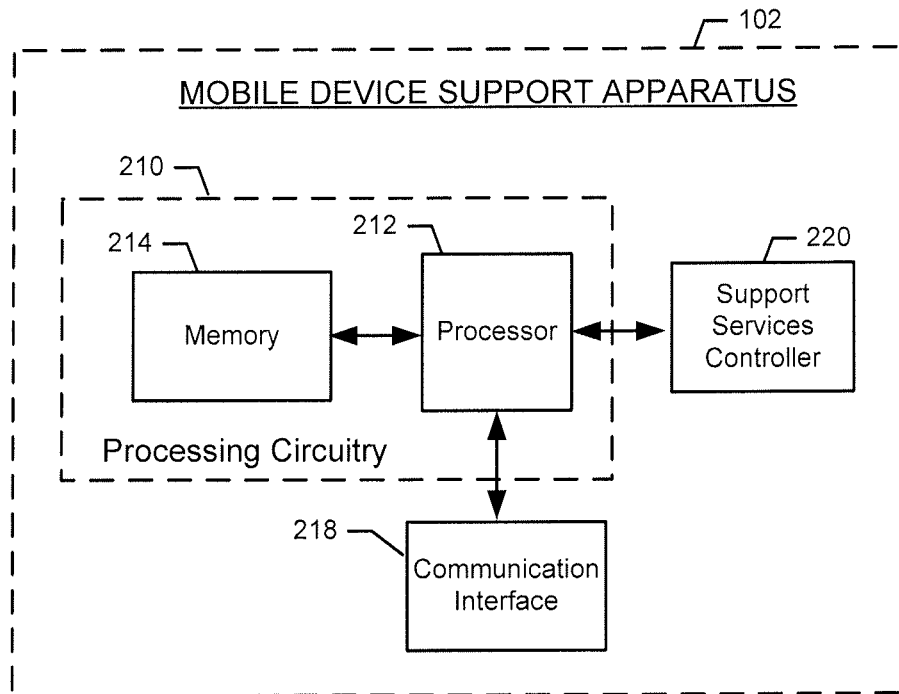 102
MOBILE DEVICE SUPPORT APPARATUS
210
214
212
220
Memory
Processor
Support
Services
Controller
Processing Circuitry
218
Communication
Interface